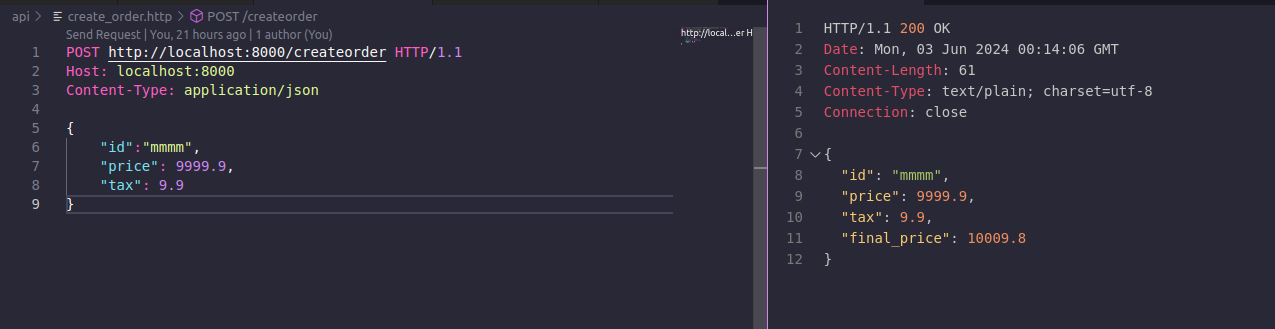 api > create_order.http > POST /createorder
Send Request | You, 21 hours ago | 1 author (You)
1 POST http://localhost:8000/createorder HTTP/1.1
2 Host: localhost:8000
3 Content-Type: application/json
4
5 {
6 "id":"mmmm",
7 "price": 9999.9,
8 "tax": 9.9
9 }
http://local...er H
1 HTTP/1.1 200 OK
2 Date: Mon, 03 Jun 2024 00:14:06 GMT
3 Content-Length: 61
4 Content-Type: text/plain; charset=utf-8
5 Connection: close
6
7 {
8 "id": "mmmm",
9 "price": 9999.9,
10 "tax": 9.9,
11 "final_price": 10009.8
12 }